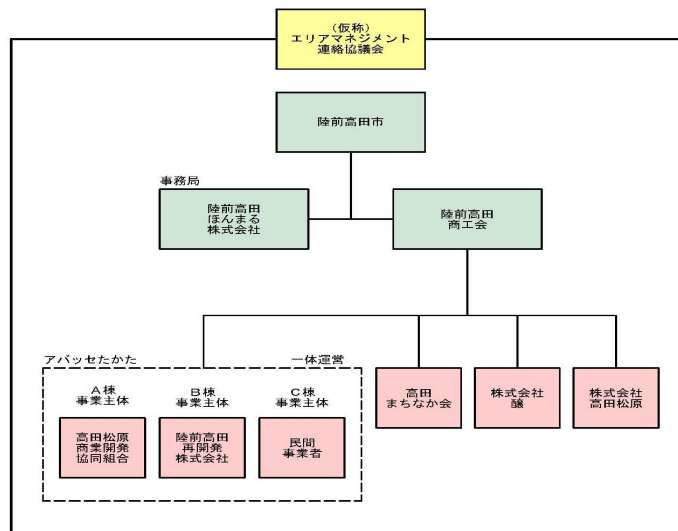 (仮称)
エリアマネジメント
連絡協議会
陸前高田市
事務局
陸前高田
ほんまる
株式会社
陸前高田
商工会
アバッセたかた
一体運営
A棟
事業主体
B棟
事業主体
C棟
事業主体
高田松原
商業開発
協同組合
陸前高田
再開発
株式会社
民間
事業者
高田
まちなか会
株式会社
醸
株式会社
高田松原